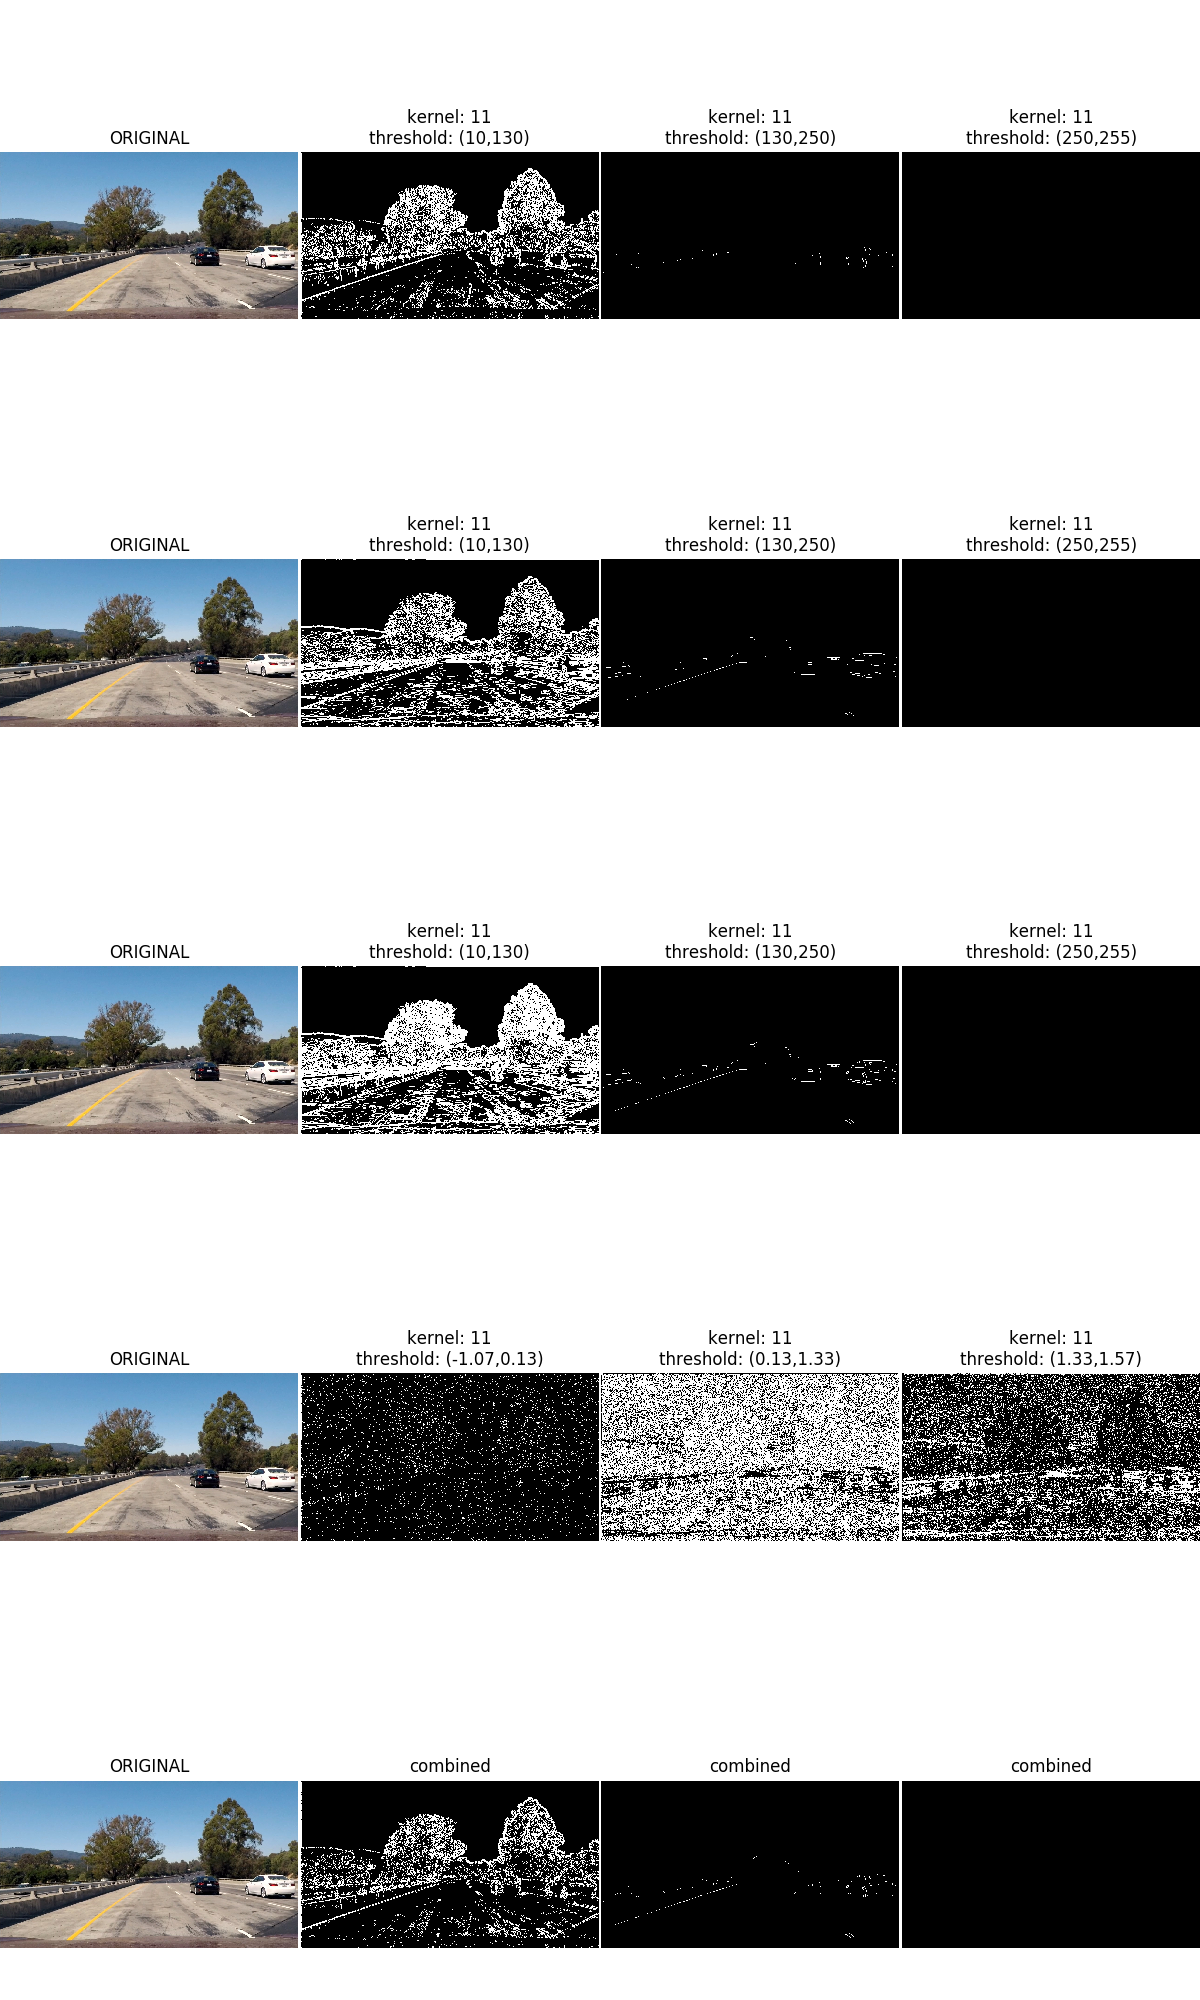 kernel: 11
kernel: 11
kernel: 11
ORIGINAL
threshold: (10,130)
threshold: (130,250)
threshold: (250,255)
kernel: 11
kernel: 11
kernel: 11
ORIGINAL
threshold: (10,130)
threshold: (130,250)
threshold: (250,255)
kernel: 11
kernel: 11
kernel: 11
ORIGINAL
threshold: (10,130)
threshold: (130,250)
threshold: (250,255)
kernel: 11
kernel: 11
kernel: 11
ORIGINAL
threshold: (-1.07,0.13)
threshold: (0.13,1.33)
threshold: (1.33,1.57)
ORIGINAL
combined
combined
combined